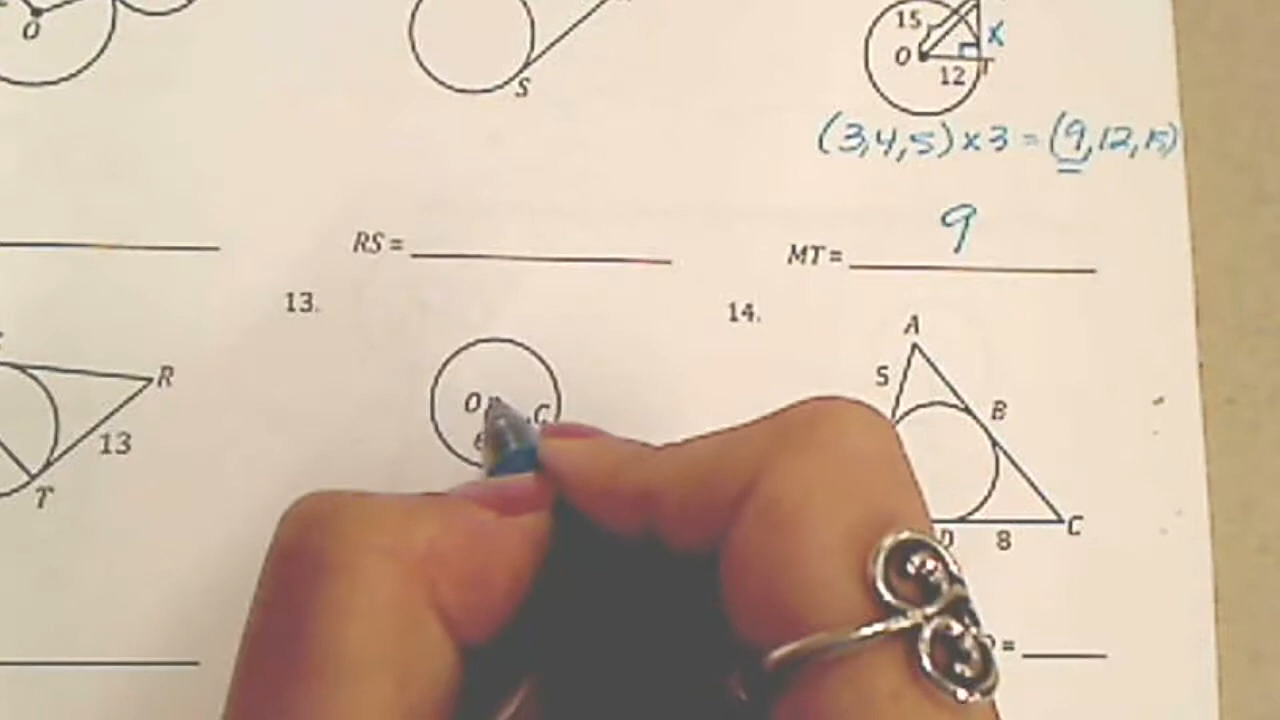 O
S
15
O
X
12
T
(3,4,5) x 3 = (9,12,15)
RS =
MT = 9
13.
14.
R
13
T
O
C
A
5
B
D
C
8
=